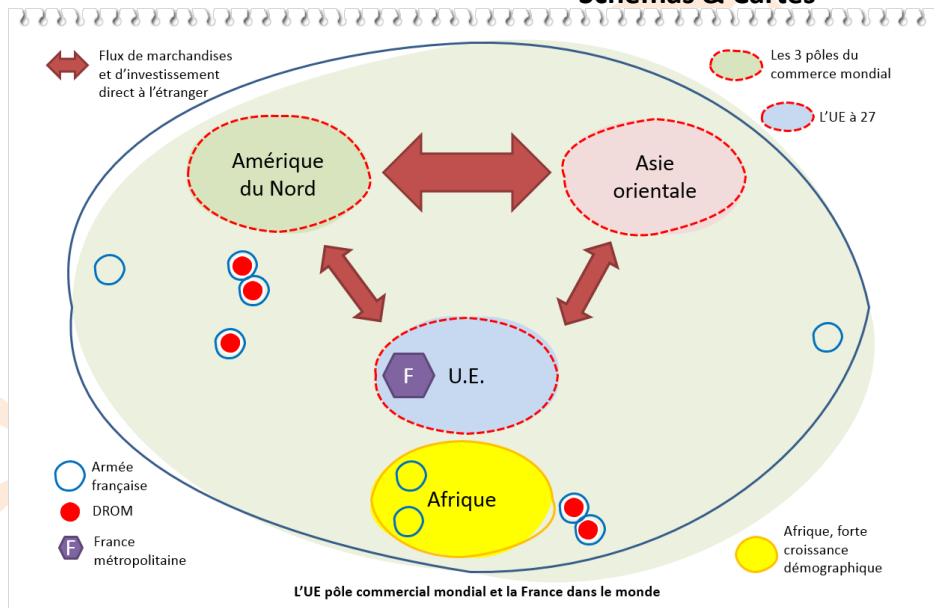 Schémas & Cartes
Flux de marchandises
et d'investissement
direct à l'étranger
Les 3 pôles du
commerce mondial
L'UE à 27
Amérique
du Nord
Asie
orientale
F
U.E.
Afrique
Armée
française
DROM
F
France
métropolitaine
Afrique, forte
croissance
démographique
L'UE pôle commercial mondial et la France dans le monde